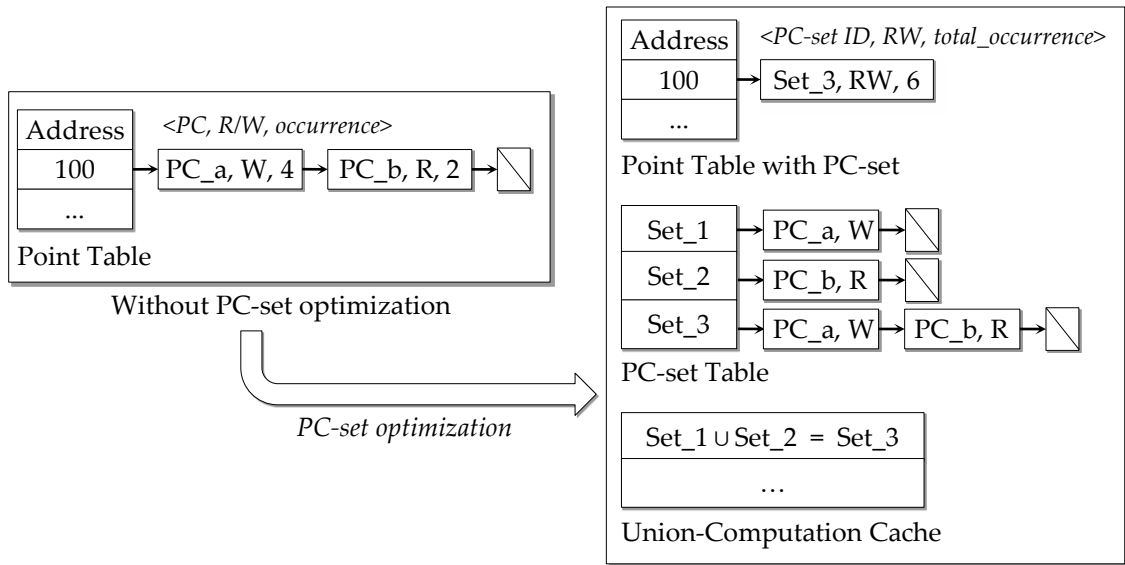 Address
<PC, R/W, occurrence>
100
PC_a, W, 4
PC_b, R, 2
...
Point Table
Without PC-set optimization
PC-set optimization
Address
<PC-set ID, RW, total_occurrence>
100
Set_3, RW, 6
...
Point Table with PC-set
Set_1
PC_a, W
Set_2
PC_b, R
Set_3
PC_a, W
PC_b, R
PC-set Table
Set_1 ∪ Set_2 = Set_3
...
Union-Computation Cache